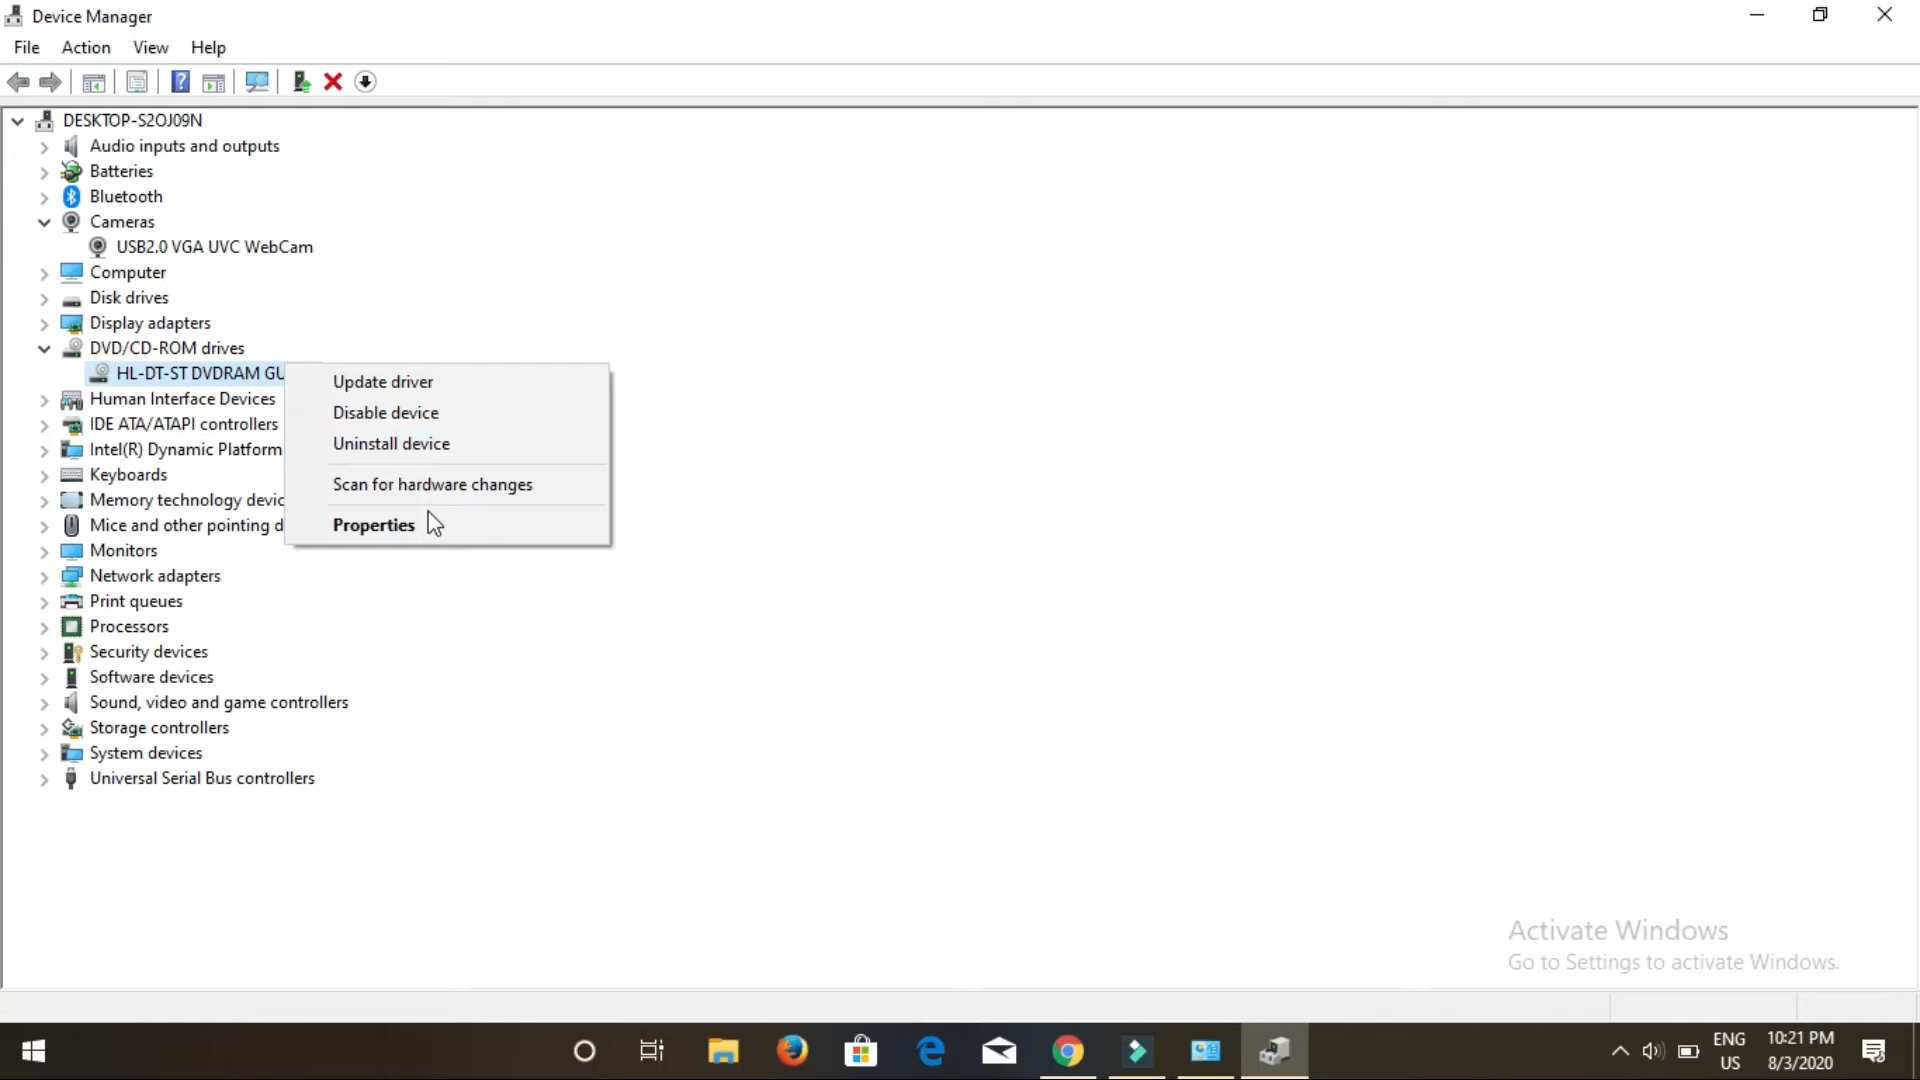 Device Manager
File Action View Help
DESKTOP-S2OJ09N
Audio inputs and outputs
Batteries
Bluetooth
Cameras
USB2.0 VGA UVC WebCam
Computer
Disk drives
Display adapters
DVD/CD-ROM drives
HL-DT-ST DVDRAM GU
Human Interface Devices
IDE ATA/ATAPI controllers
Intel(R) Dynamic Platform
Keyboards
Memory technology devic
Mice and other pointing d
Monitors
Network adapters
Print queues
Processors
Security devices
Software devices
Sound, video and game controllers
Storage controllers
System devices
Universal Serial Bus controllers
Update driver
Disable device
Uninstall device
Scan for hardware changes
Properties
Activate Windows
Go to Settings to activate Windows.
ENG
US
10:21 PM
8/3/2020